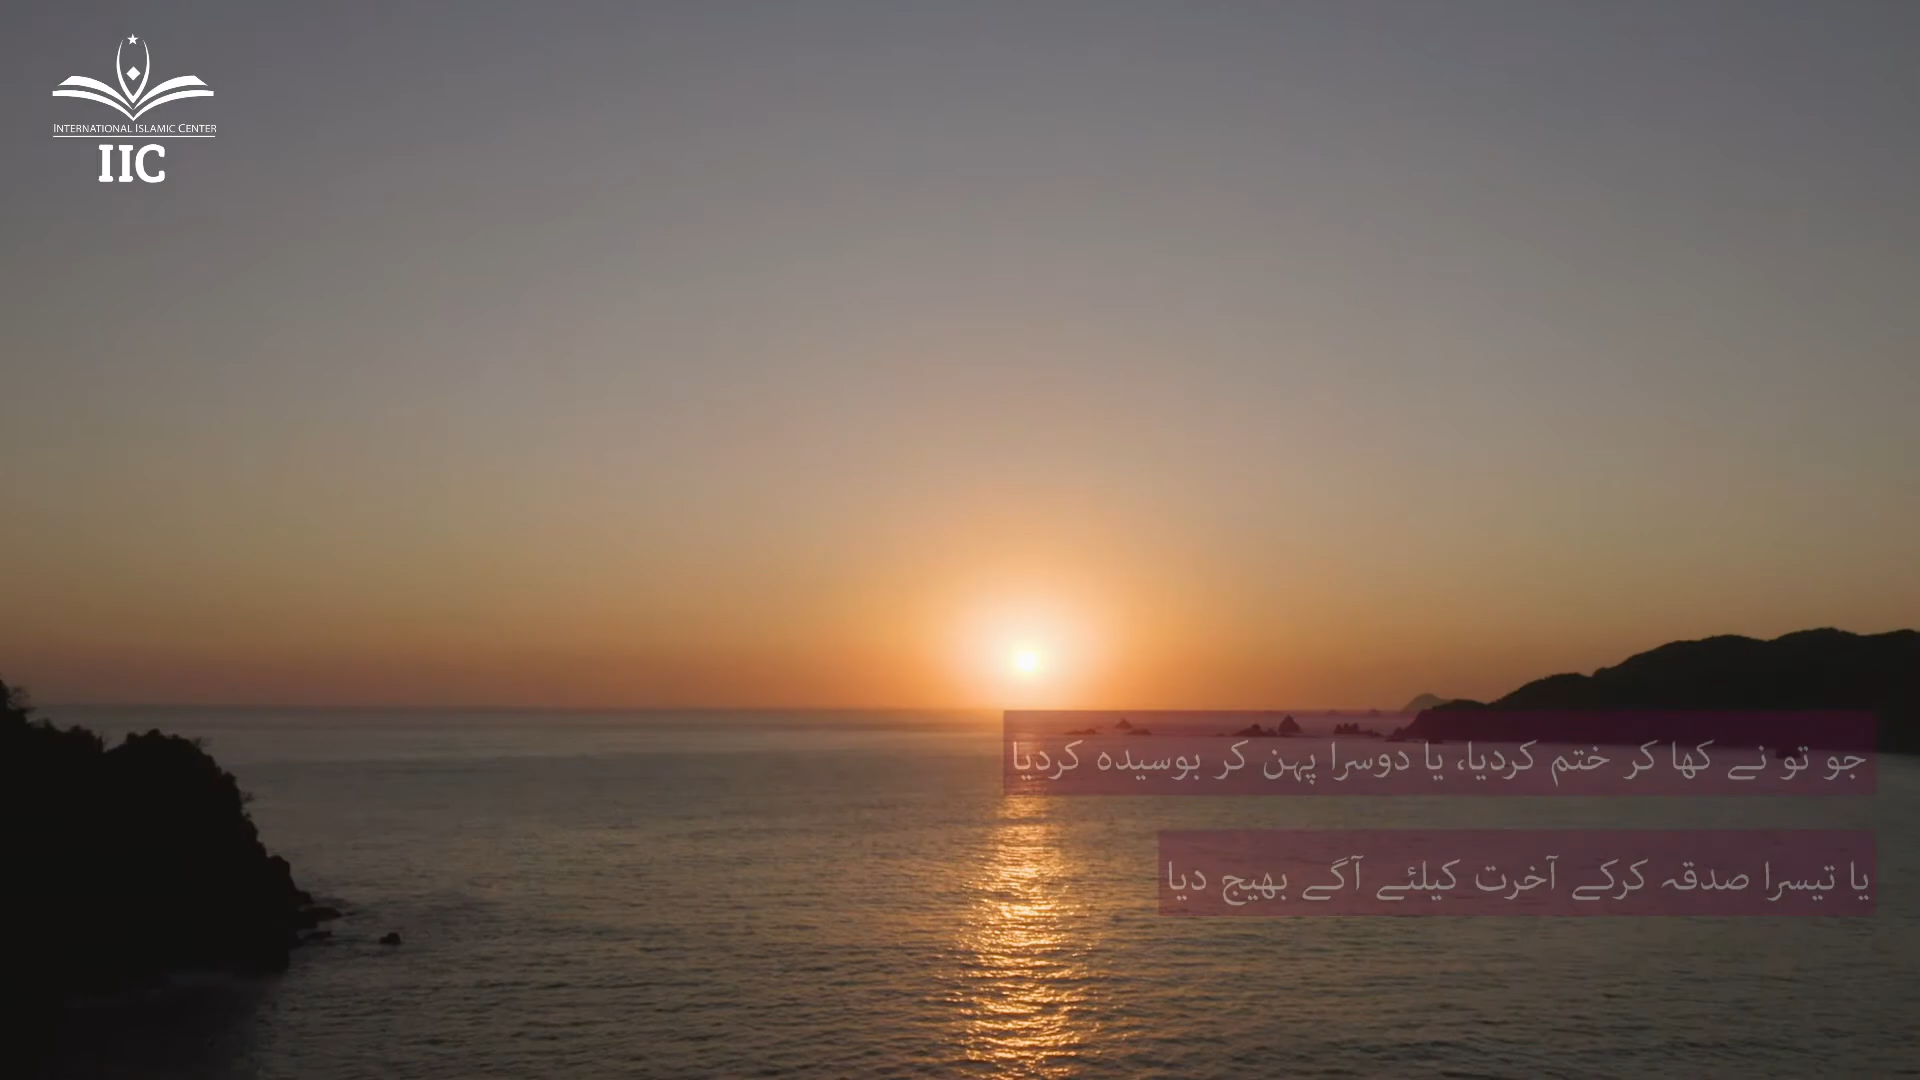 INTERNATIONAL ISLAMIC CENTER
IIC
جو تو نے کھا کر ختم کردیا، یا دوسرا پہن کر بوسیدہ کردیا
یا تیسرا صدقہ کرکے آخرت کیلئے آگے بھیج دیا